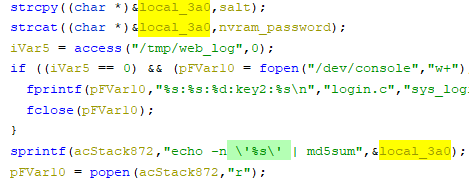 strcpy((char *)&local_3a0,salt);
strcat((char *)&local_3a0,nvram_password);
iVar5 = access("/tmp/web_log",0);
if ((iVar5 == 0) && (pFVar10 = fopen("/dev/console","w+")
fprintf(pFVar10,"%s:%s:%d:key2:%s\n","login.c","sys_log
fclose(pFVar10);
}
sprintf(acStack872,"echo -n \'%s\' | md5sum",&local_3a0);
pFVar10 = popen(acStack872,"r");